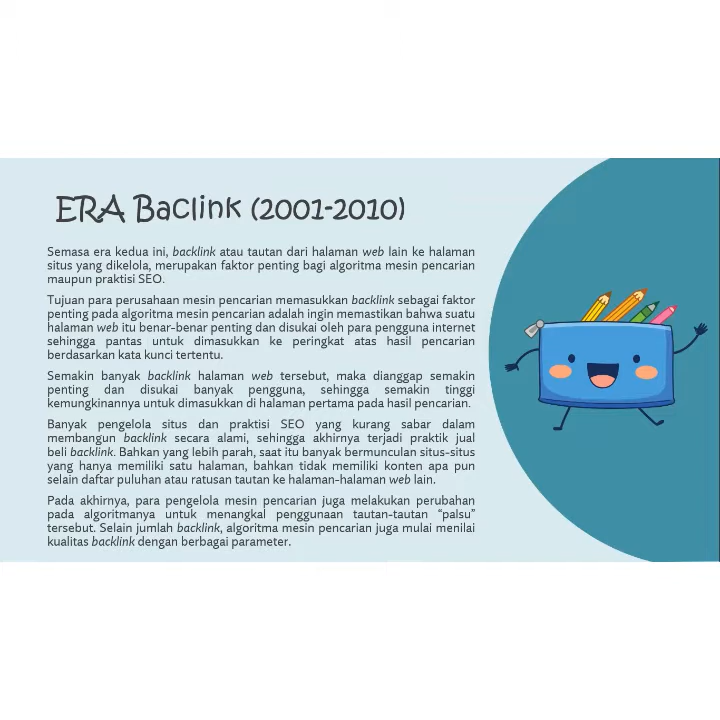 ERA Baclink (2001-2010)
Semasa era kedua ini, backlink atau tautan dari halaman web lain ke halaman
situs yang dikelola, merupakan faktor penting bagi algoritma mesin pencarian
maupun praktisi SEO.
Tujuan para perusahaan mesin pencarian memasukkan backlink sebagai faktor
penting pada algoritma mesin pencarian adalah ingin memastikan bahwa suatu
halaman web itu benar-benar penting dan disukai oleh para pengguna internet
sehingga pantas untuk dimasukkan ke peringkat atas hasil pencarian
berdasarkan kata kunci tertentu.
Semakin banyak backlink halaman web tersebut, maka dianggap semakin
penting dan disukai banyak pengguna, sehingga semakin tinggi
kemungkinannya untuk dimasukkan di halaman pertama pada hasil pencarian.
Banyak pengelola situs dan praktisi SEO yang kurang sabar dalam
membangun backlink secara alami, sehingga akhirnya terjadi praktik jual
beli backlink. Bahkan yang lebih parah, saat itu banyak bermunculan situs-situs
yang hanya memiliki satu halaman, bahkan tidak memiliki konten apa pun
selain daftar puluhan atau ratusan tautan ke halaman-halaman web lain.
Pada akhirnya, para pengelola mesin pencarian juga melakukan perubahan
pada algoritmanya untuk menangkal penggunaan tautan-tautan “palsu”
tersebut. Selain jumlah backlink, algoritma mesin pencarian juga mulai menilai
kualitas backlink dengan berbagai parameter.